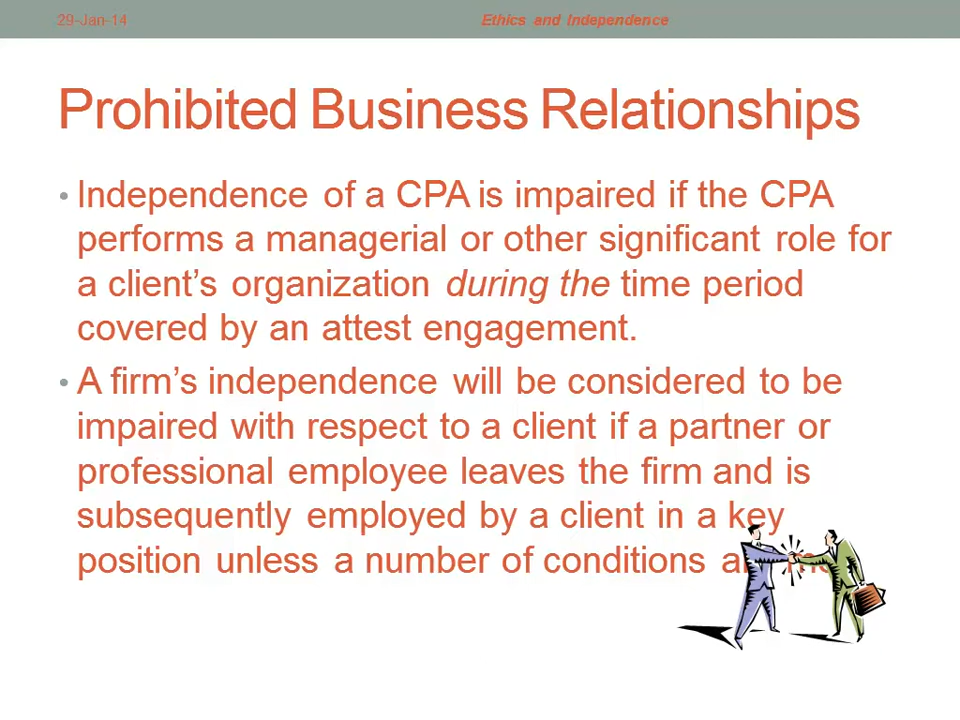 29-Jan-14
Ethics and Independence
Prohibited Business Relationships
• Independence of a CPA is impaired if the CPA
performs a managerial or other significant role for
a client’s organization during the time period
covered by an attest engagement.
• A firm’s independence will be considered to be
impaired with respect to a client if a partner or
professional employee leaves the firm and is
subsequently employed by a client in a key
position unless a number of conditions